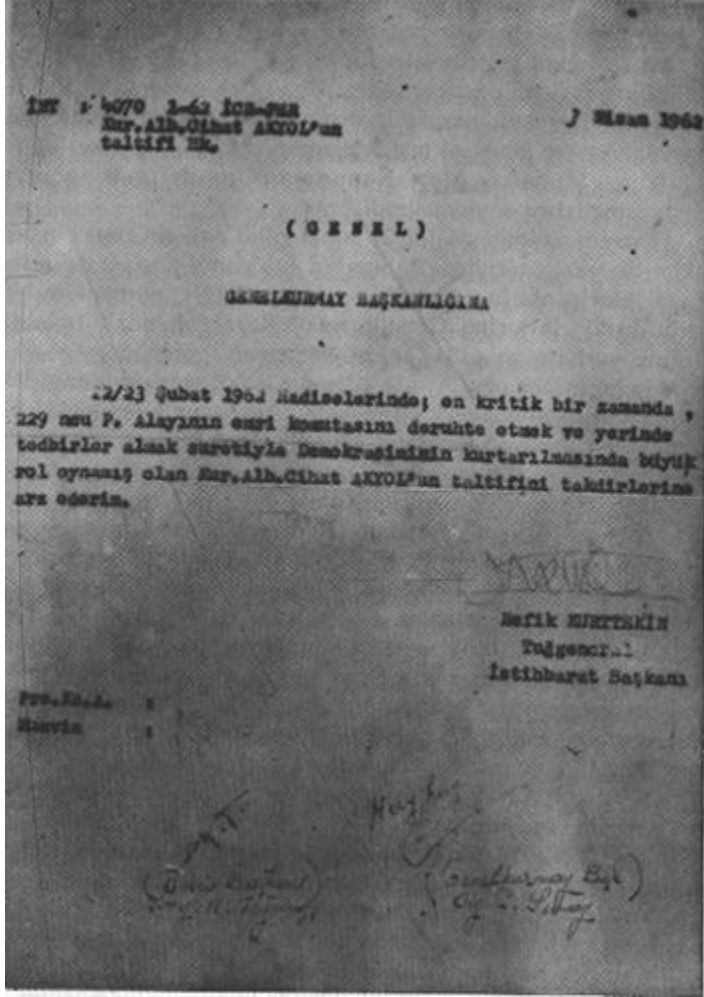 İST : 4070 1-62 İCR-PER
Kur.Alb.Cihat AKYOL'un
taltifi Hk.
7 Nisan 1962
( G E N E L )
GENELKURMAY BAŞKANLIĞINA
22/23 Şubat 1962 Hadiselerinde; en kritik bir zamanda ,
229 ncu P. Alayının emri komutasını deruhte etmek ve yerinde
tedbirler almak suretiyle Demokrasimizin kurtarılmasında büyük
rol oynamış olan Kur.Alb.Cihat AKYOL'un taltifini takdirlerine
arz ederim.
Refik KURTTEKİN
Tuğgeneral
İstihbarat Başkanı
:
:
(Genelkurmay Bşk)